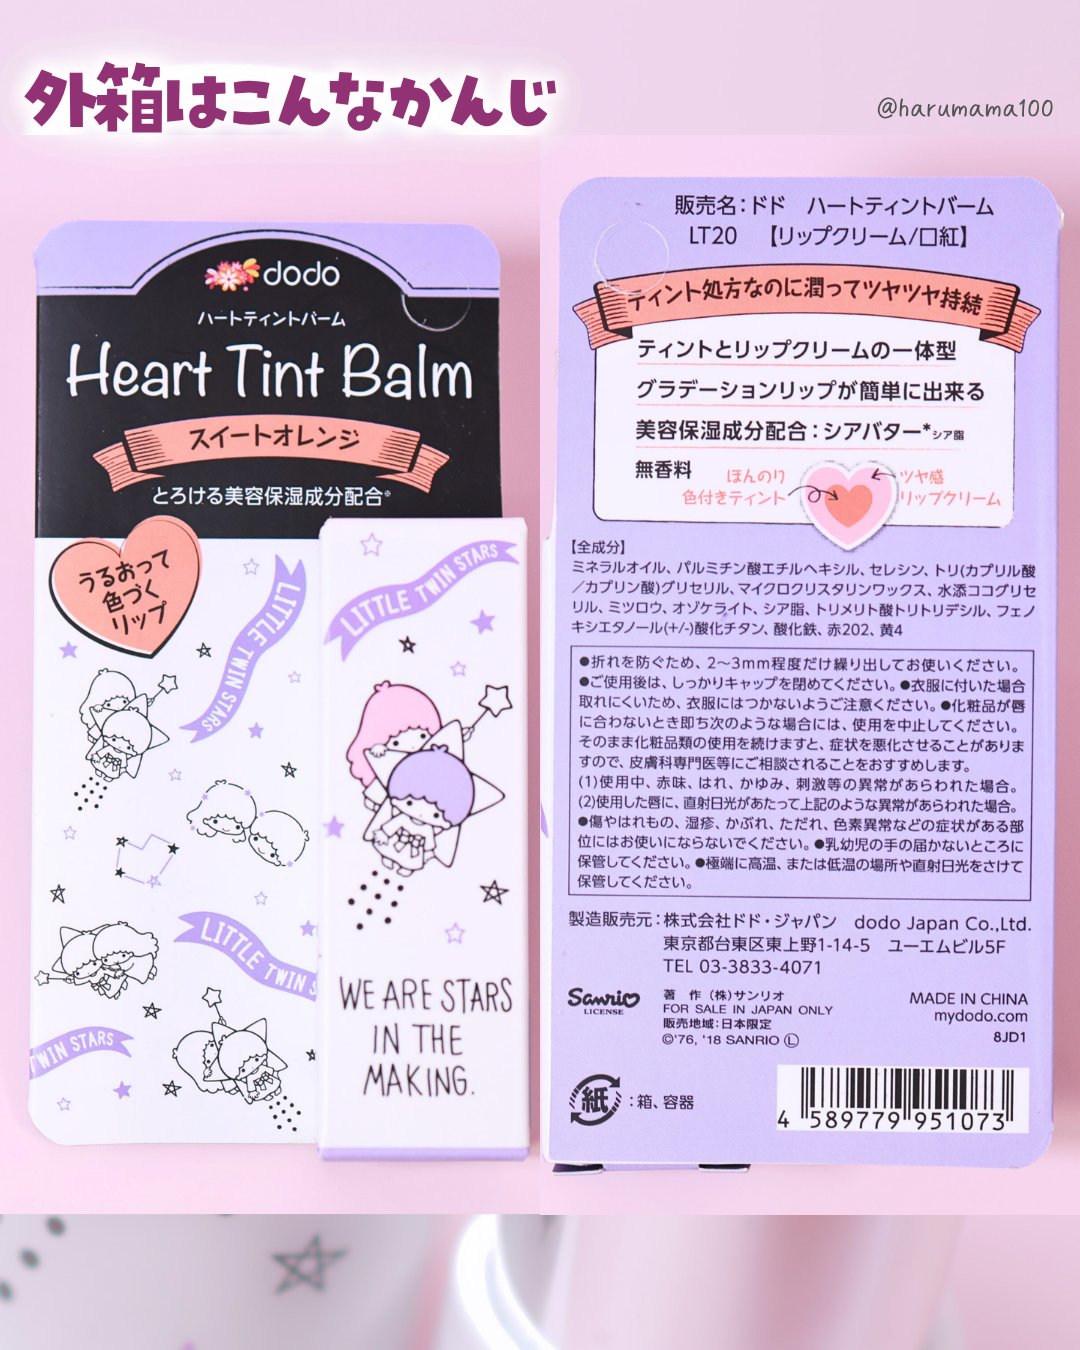 外箱はこんなかんじ
@harumama100
dodo
ハートティントバーム
Heart Tint Balm
スイートオレンジ
とろける美容保湿成分配合※
うるおって
色づく
リップ
LITTLE TWIN STARS
LITTLE TWIN STARS
LITTLE TWIN S
TWIN STARS
WE ARE STARS
IN THE
MAKING.
販売名：ドド　ハートティントバーム
LT20　【リップクリーム/口紅】
ティント処方なのに潤ってツヤツヤ持続
ティントとリップクリームの一体型
グラデーションリップが簡単に出来る
美容保湿成分配合：シアバター*シア脂
無香料
ほんのり
色付きティント
ツヤ感
リップクリーム
【全成分】
ミネラルオイル、パルミチン酸エチルヘキシル、セレシン、トリ(カプリル酸
／カプリン酸)グリセリル、マイクロクリスタリンワックス、水添ココグリセ
リル、ミツロウ、オゾケライト、シア脂、トリメリト酸トリトリデシル、フェノ
キシエタノール(+/-)酸化チタン、酸化鉄、赤202、黄4
●折れを防ぐため、2～3mm程度だけ繰り出してお使いください。
●ご使用後は、しっかりキャップを閉めてください。●衣服に付いた場合
取れにくいため、衣服にはつかないようご注意ください。●化粧品が唇
に合わないとき即ち次のような場合には、使用を中止してください。
そのまま化粧品類の使用を続けますと、症状を悪化させることがありま
すので、皮膚科専門医等にご相談されることをおすすめします。
(1)使用中、赤味、はれ、かゆみ、刺激等の異常があらわれた場合。
(2)使用した唇に、直射日光があたって上記のような異常があらわれた場合。
●傷やはれもの、湿疹、かぶれ、ただれ、色素異常などの症状がある部
位にはお使いにならないでください。●乳幼児の手の届かないところに
保管してください。●極端に高温、または低温の場所や直射日光をさけて
保管してください。
製造販売元：株式会社ドド・ジャパン　dodo Japan Co.,Ltd.
東京都台東区東上野1-14-5　ユーエムビル5F
TEL 03-3833-4071
Sanrio
LICENSE
著　作 (株)サンリオ
FOR SALE IN JAPAN ONLY
販売地域：日本限定
©'76, '18 SANRIO Ⓛ
MADE IN CHINA
mydodo.com
8JD1
紙：箱、容器
4 589779 951073